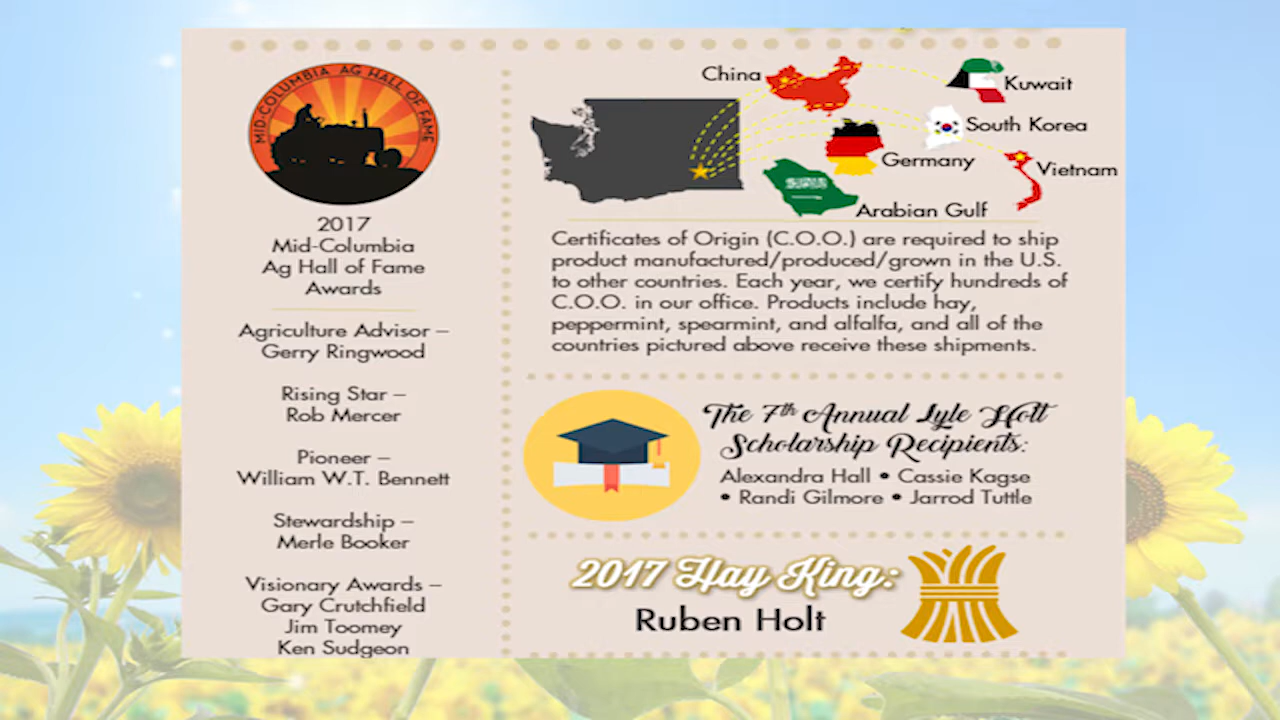 MID-COLUMBIA AG HALL OF FAME
2017
Mid-Columbia
Ag Hall of Fame
Awards
Agriculture Advisor –
Gerry Ringwood
Rising Star –
Rob Mercer
Pioneer –
William W.T. Bennett
Stewardship –
Merle Booker
Visionary Awards –
Gary Crutchfield
Jim Toomey
Ken Sudgeon
China
Kuwait
South Korea
Germany
Vietnam
Arabian Gulf
Certificates of Origin (C.O.O.) are required to ship
product manufactured/produced/grown in the U.S.
to other countries. Each year, we certify hundreds of
C.O.O. in our office. Products include hay,
peppermint, spearmint, and alfalfa, and all of the
countries pictured above receive these shipments.
The 7th Annual Lyle Holt
Scholarship Recipients:
Alexandra Hall • Cassie Kagse
• Randi Gilmore • Jarrod Tuttle
2017 Hay King:
Ruben Holt